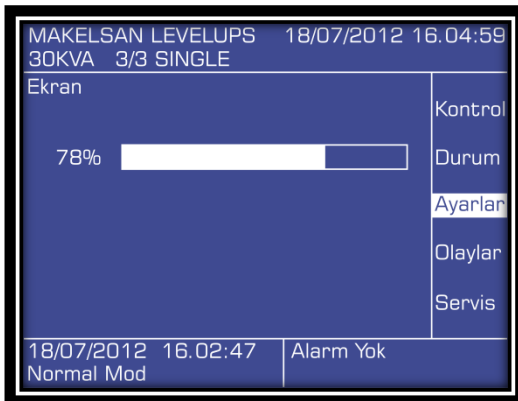 MAKELSAN LEVELUPS 18/07/2012 16.04:59
30KVA 3/3 SINGLE
Ekran
Kontrol
78%
Durum
Ayarlar
Olaylar
Servis
18/07/2012 16.02:47 Alarm Yok
Normal Mod